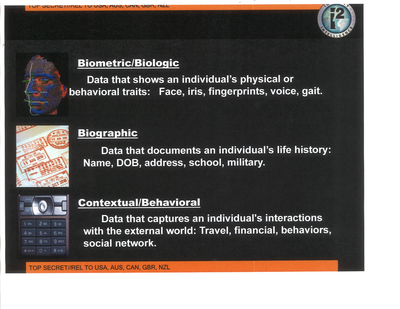 TOP SECRET//REL TO USA, AUS, CAN, GBR, NZL
i2
Biometric/Biologic
Data that shows an individual's physical or
behavioral traits: Face, iris, fingerprints, voice, gait.
Biographic
Data that documents an individual's life history:
Name, DOB, address, school, military.
Contextual/Behavioral
Data that captures an individual's interactions
with the external world: Travel, financial, behaviors,
social network.
TOP SECRET//REL TO USA, AUS, CAN, GBR, NZL